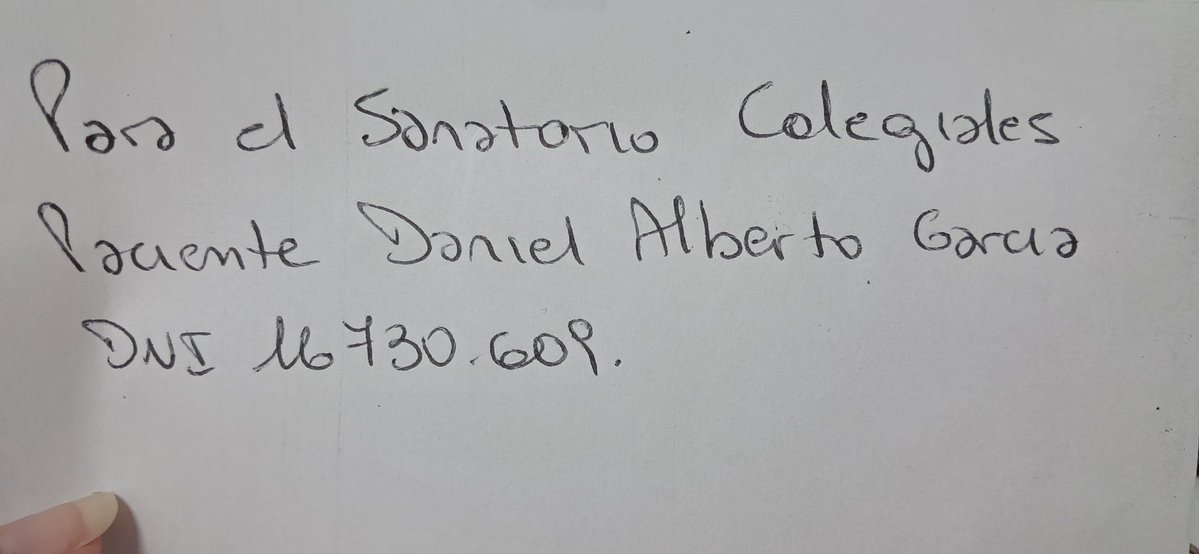 Para el Sanatorio Colegiales
Paciente Daniel Alberto Garcia
DNI 16730.609.